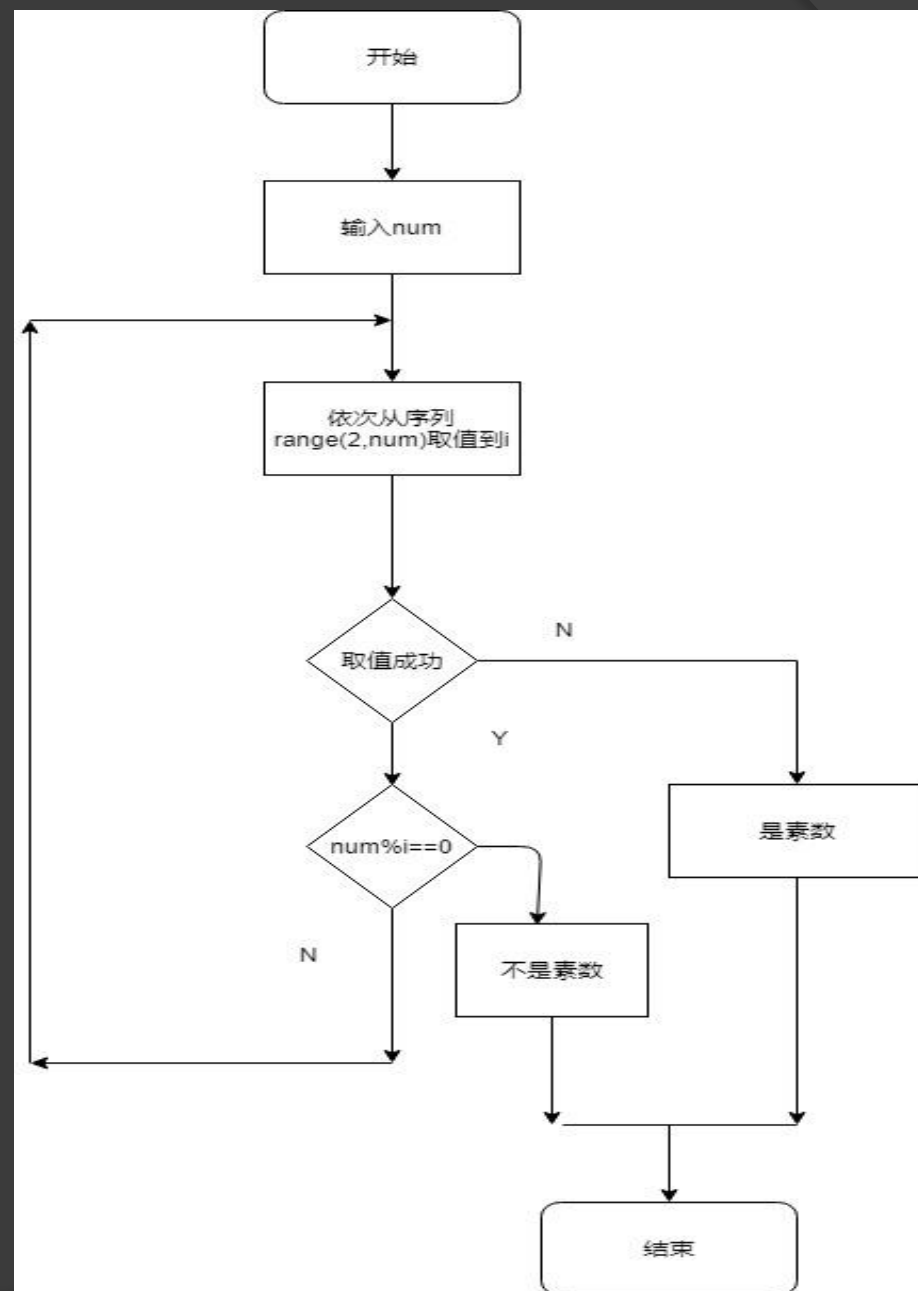 开始
输入num
依次从序列
range(2,num)取值到i
取值成功
N
Y
num%i==0
是素数
N
不是素数
结束